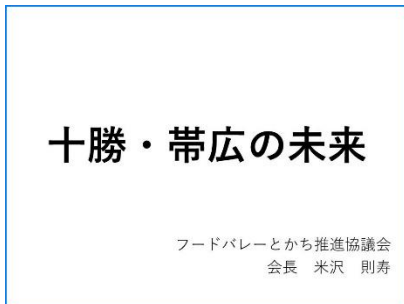 十勝・帯広の未来
フードバレーとかち推進協議会
会長　米沢　則寿